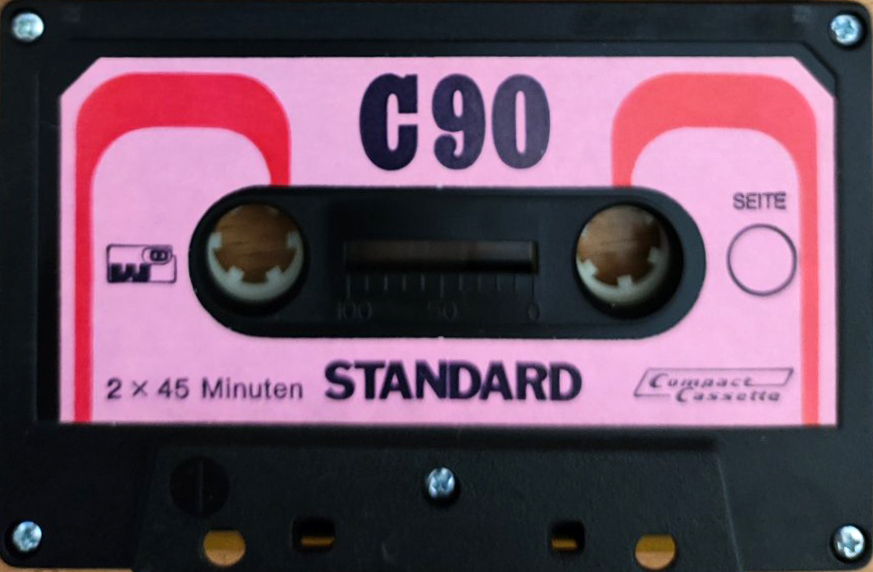 C90
SEITE
100 50 0
2 × 45 Minuten STANDARD
Compact
Cassette